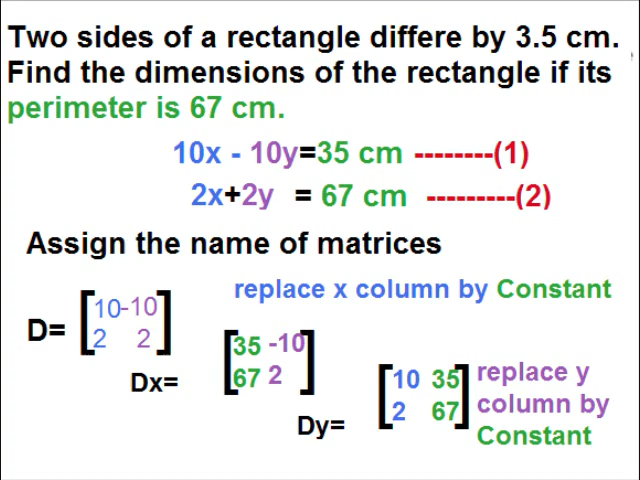 Two sides of a rectangle differe by 3.5 cm.
Find the dimensions of the rectangle if its
perimeter is 67 cm.
10x - 10y=35 cm --------(1)
2x+2y = 67 cm ---------(2)
Assign the name of matrices
replace x column by Constant
D= [10 -10
2 2]
Dx= [35 -10
67 2]
Dy= [10 35
2 67]
replace y
column by
Constant